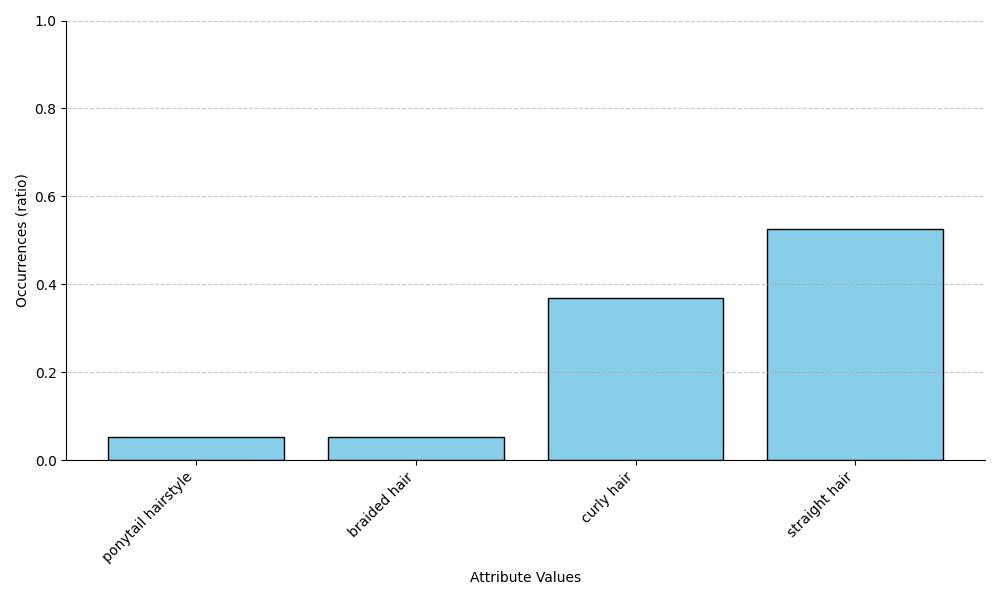 1.0
0.8
0.6
0.4
0.2
0.0
Occurrences (ratio)
ponytail hairstyle
braided hair
curly hair
straight hair
Attribute Values